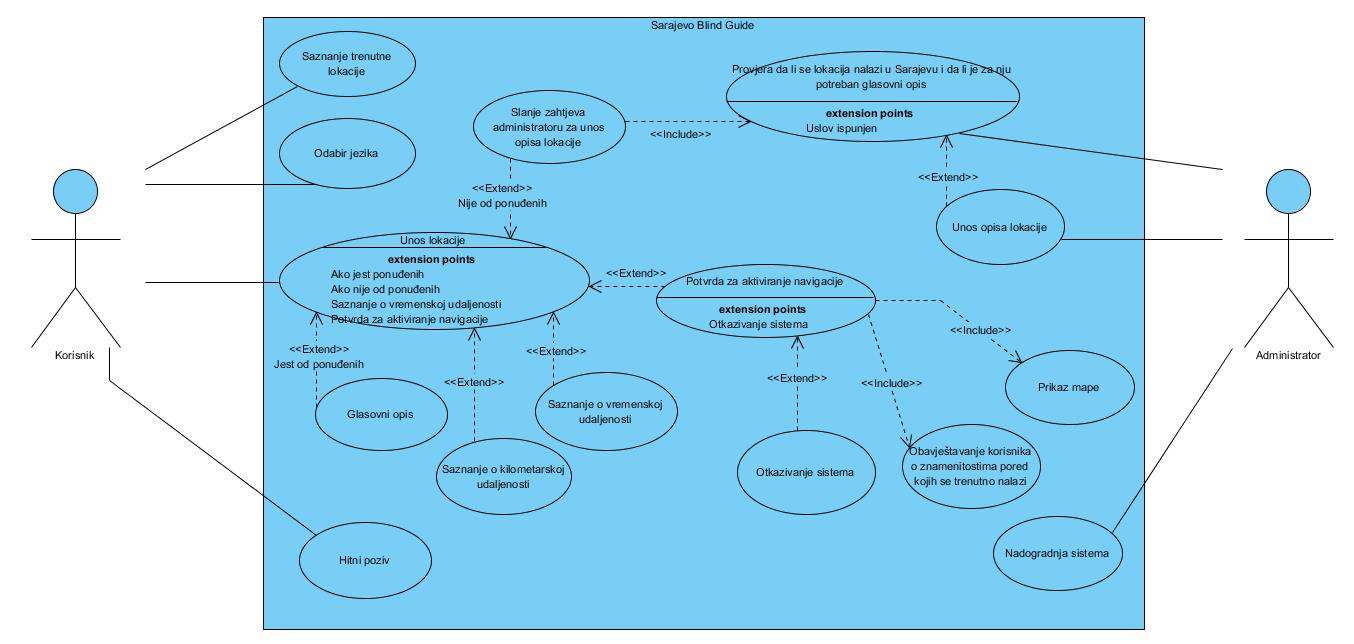 Sarajevo Blind Guide
Saznanje trenutne
lokacije
Odabir jezika
Slanje zahtjeva
administratoru za unos
opisa lokacije
<<Include>>
Provjera da li se lokacija nalazi u Sarajevu i da li je za nju
potreban glasovni opis
extension points
Uslov ispunjen
<<Extend>>
Nije od ponuđenih
<<Extend>>
Unos opisa lokacije
Unos lokacije
extension points
Ako jest ponuđenih
Ako nije od ponuđenih
Saznanje o vremenskoj udaljenosti
Potvrda za aktiviranje navigacije
<<Extend>>
Potvrda za aktiviranje navigacije
extension points
Otkazivanje sistema
<<Include>>
Korisnik
Administrator
<<Extend>>
Jest od ponuđenih
<<Extend>>
<<Extend>>
<<Extend>>
<<Include>>
Prikaz mape
Glasovni opis
Saznanje o vremenskoj
udaljenosti
Saznanje o kilometarskoj
udaljenosti
Otkazivanje sistema
Obavještavanje korisnika
o znamenitostima pored
kojih se trenutno nalazi
Hitni poziv
Nadogradnja sistema